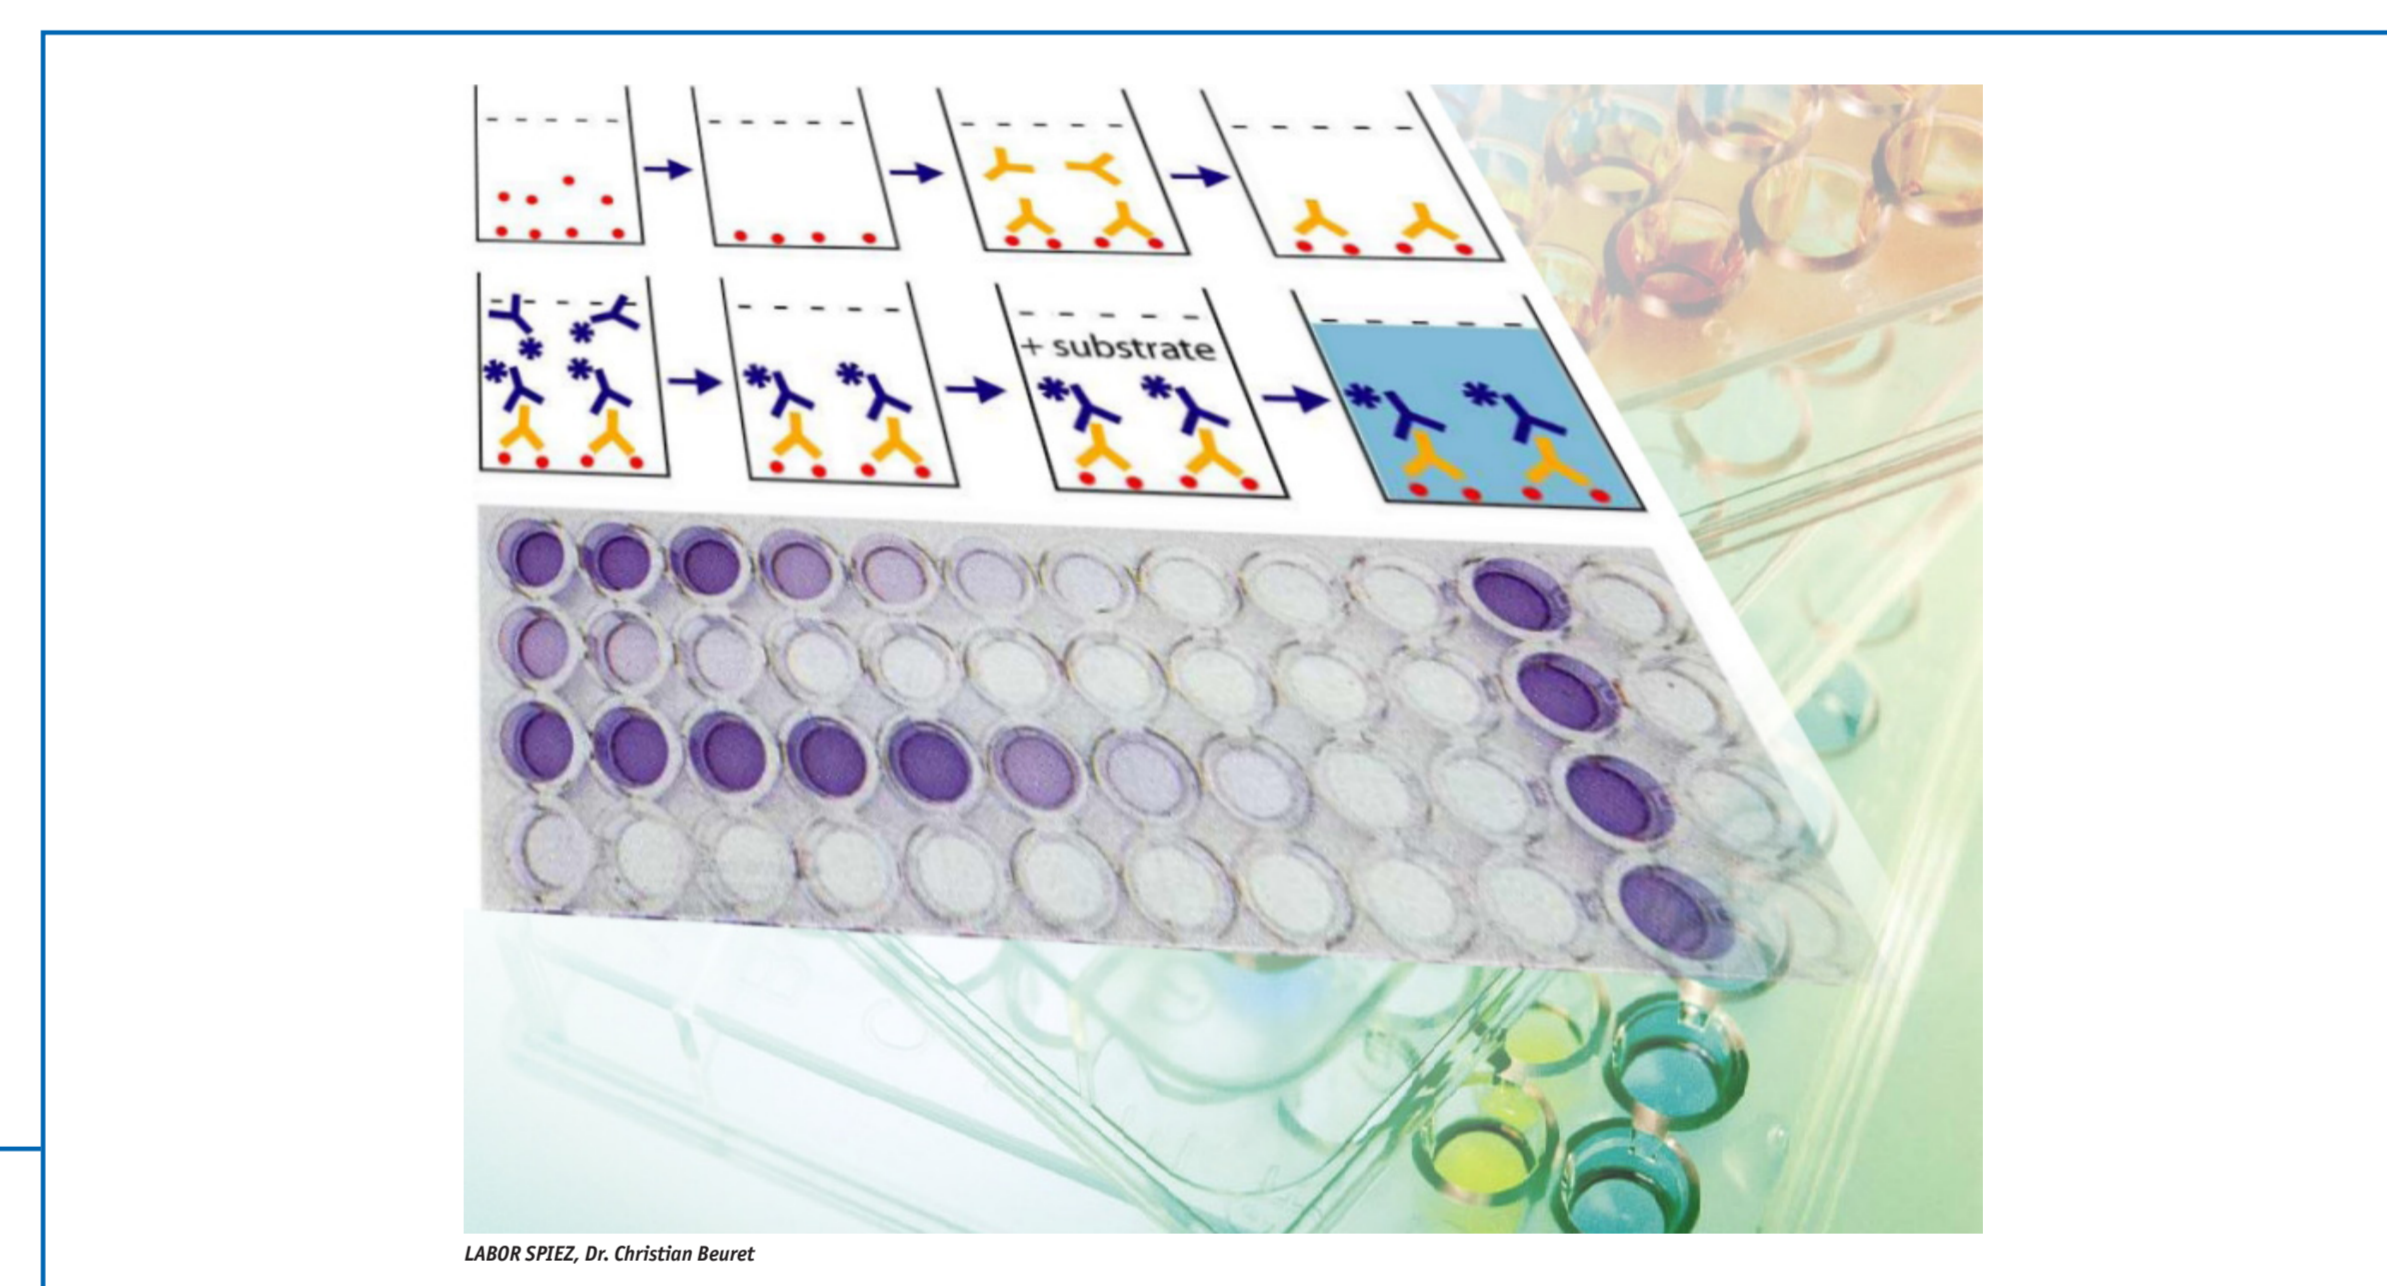 + substrate
LABOR SPIEZ, Dr. Christian Beuret